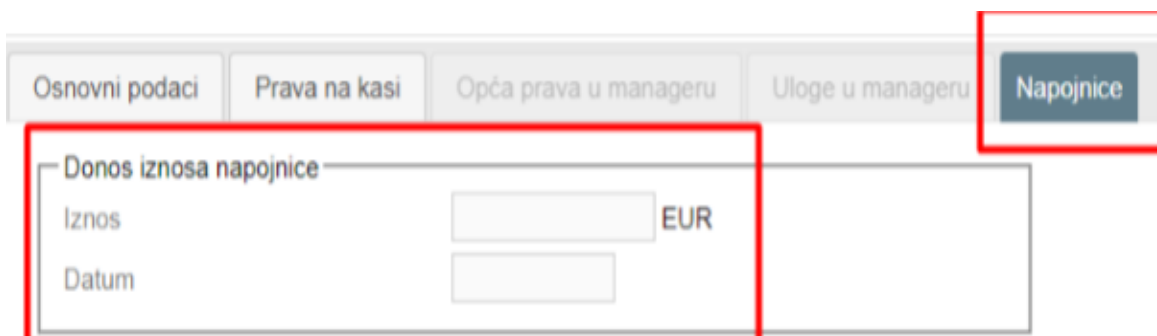 Osnovni podaci Prava na kasi Opća prava u manageru Uloge u manageru Napojnice
Donos iznosa napojnice
Iznos EUR
Datum